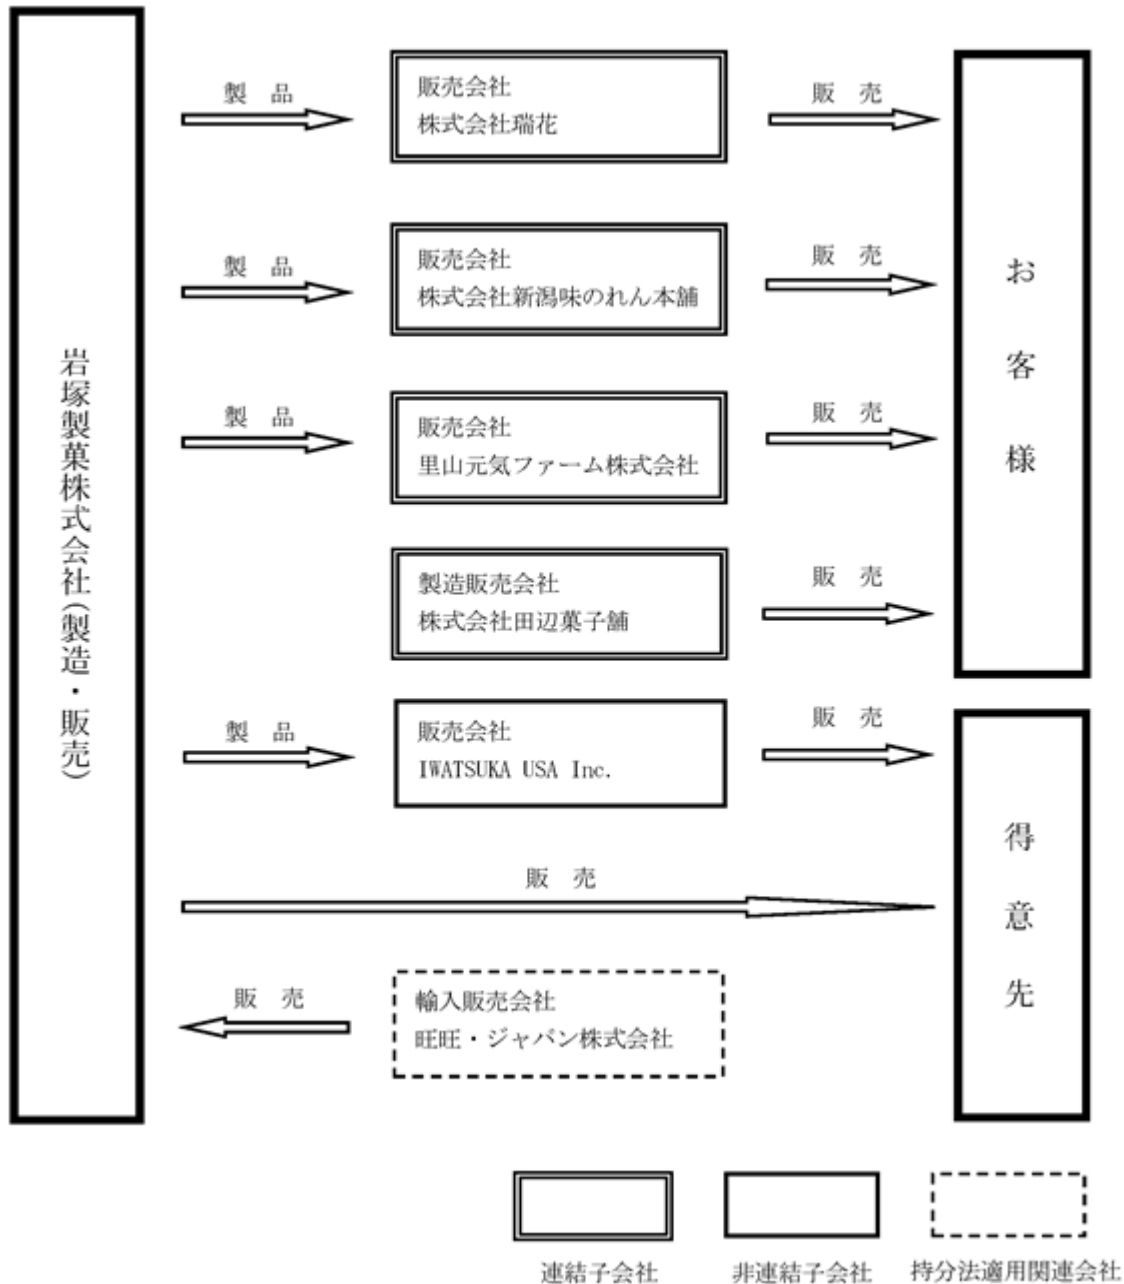 岩塚製菓株式会社(製造・販売)
製 品
販売会社
株式会社瑞花
販 売
製 品
販売会社
株式会社新潟味のれん本舗
販 売
製 品
販売会社
里山元気ファーム株式会社
販 売
製造販売会社
株式会社田辺菓子舗
販 売
お客様
製 品
販売会社
IWATSUKA USA Inc.
販 売
販 売
販 売
輸入販売会社
旺旺・ジャパン株式会社
得意先
連結子会社
非連結子会社
持分法適用関連会社